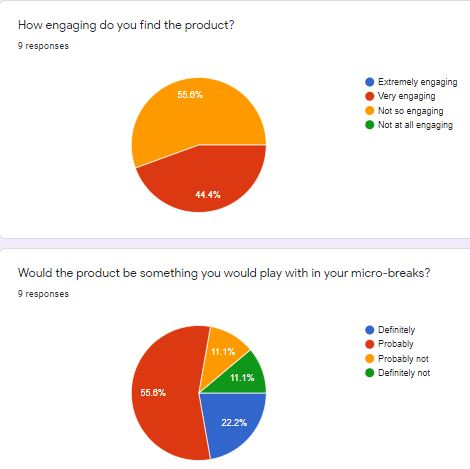 How engaging do you find the product?
9 responses
55.6%
44.4%
Extremely engaging
Very engaging
Not so engaging
Not at all engaging
Would the product be something you would play with in your micro-breaks?
9 responses
11.1%
11.1%
55.6%
22.2%
Definitely
Probably
Probably not
Definitely not